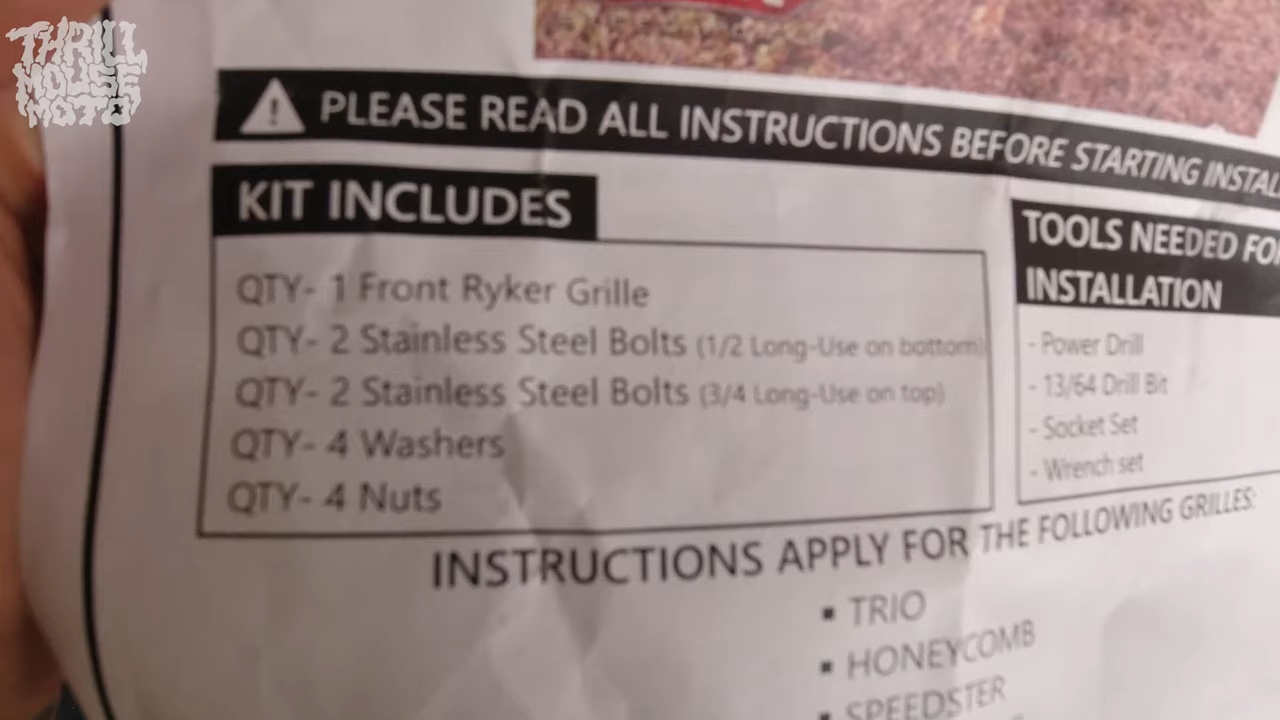 THRILL
MOUSE
MOTO
PLEASE READ ALL INSTRUCTIONS BEFORE STARTING INSTAL
KIT INCLUDES
QTY- 1 Front Ryker Grille
QTY- 2 Stainless Steel Bolts (1/2 Long-Use on bottom)
QTY- 2 Stainless Steel Bolts (3/4 Long-Use on top)
QTY- 4 Washers
QTY- 4 Nuts
TOOLS NEEDED FO
INSTALLATION
- Power Drill
- 13/64 Drill Bit
- Socket Set
- Wrench set
INSTRUCTIONS APPLY FOR THE FOLLOWING GRILLES:
▪ TRIO
▪ HONEYCOMB
▪ SPEEDSTER